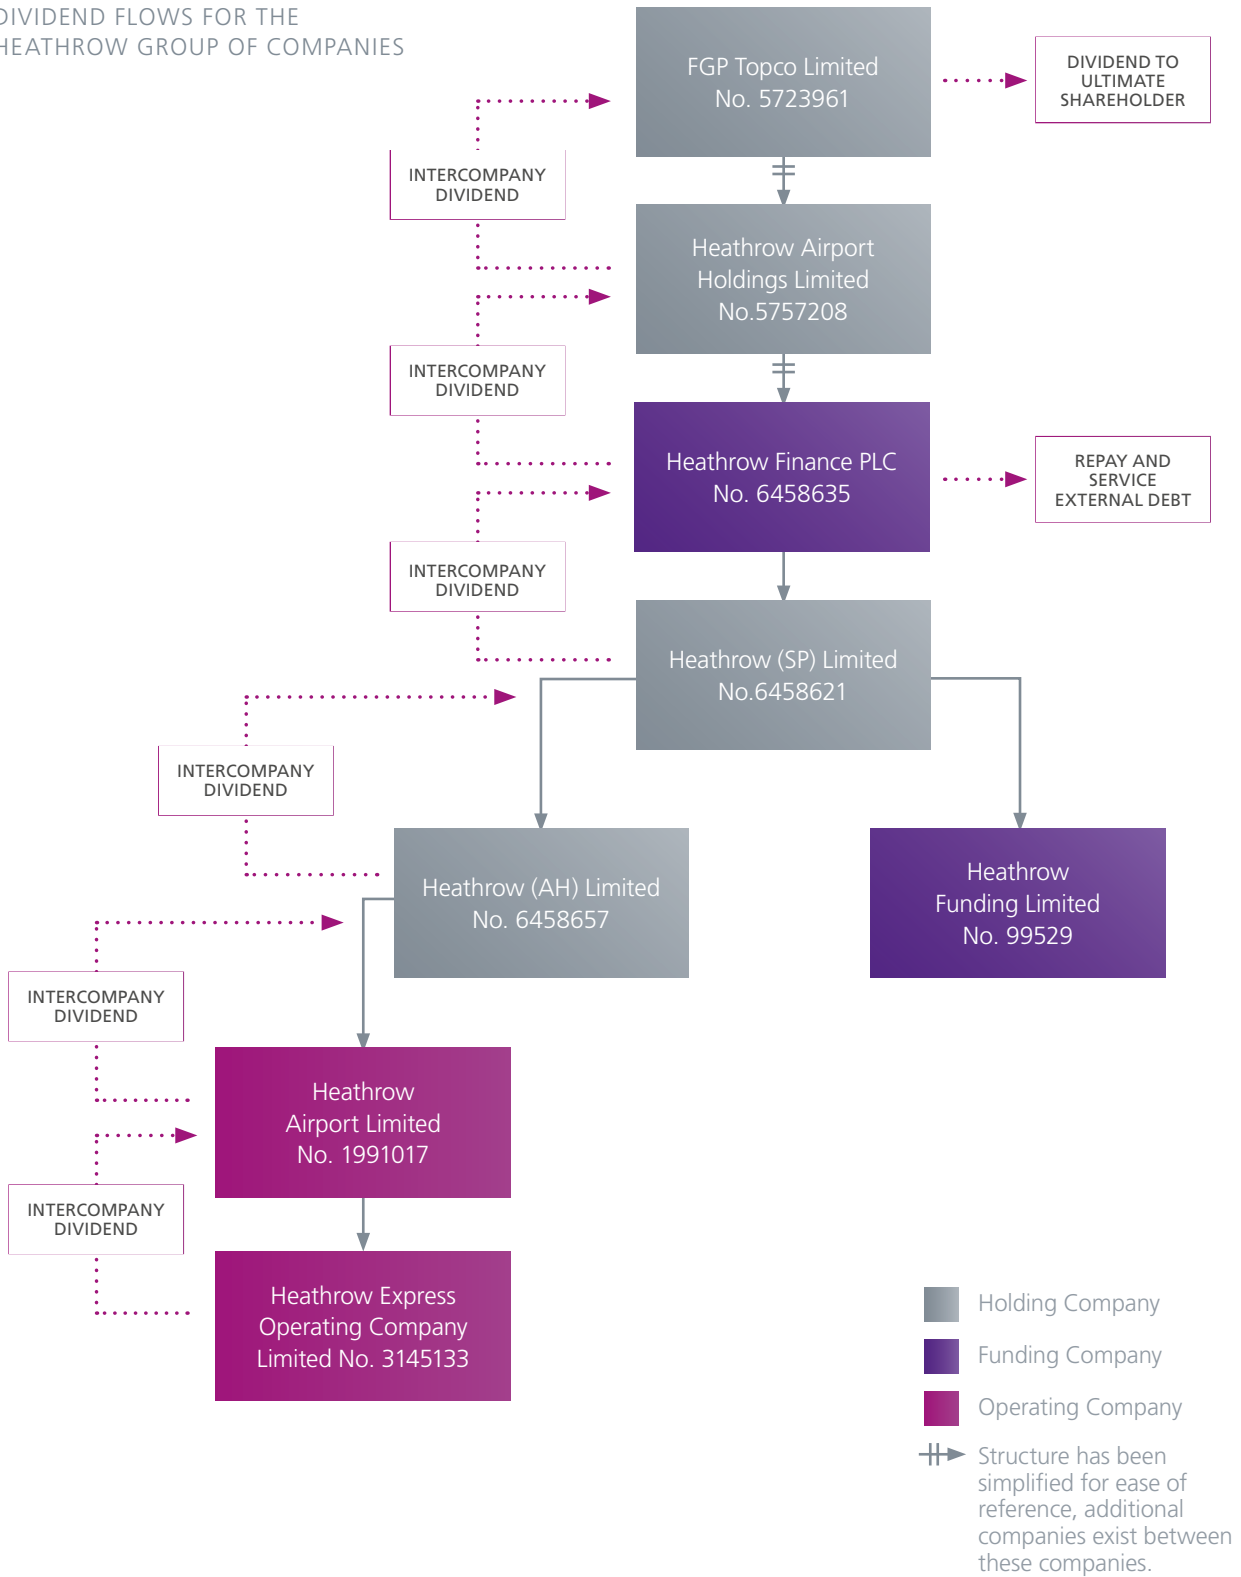 DIVIDEND FLOWS FOR THE
HEATHROW GROUP OF COMPANIES
FGP Topco Limited
No. 5723961
DIVIDEND TO
ULTIMATE
SHAREHOLDER
INTERCOMPANY
DIVIDEND
Heathrow Airport
Holdings Limited
No.5757208
INTERCOMPANY
DIVIDEND
Heathrow Finance PLC
No. 6458635
REPAY AND
SERVICE
EXTERNAL DEBT
INTERCOMPANY
DIVIDEND
Heathrow (SP) Limited
No.6458621
INTERCOMPANY
DIVIDEND
Heathrow (AH) Limited
No. 6458657
Heathrow
Funding Limited
No. 99529
INTERCOMPANY
DIVIDEND
Heathrow
Airport Limited
No. 1991017
INTERCOMPANY
DIVIDEND
Heathrow Express
Operating Company
Limited No. 3145133
Holding Company
Funding Company
Operating Company
Structure has been
simplified for ease of
reference, additional
companies exist between
these companies.